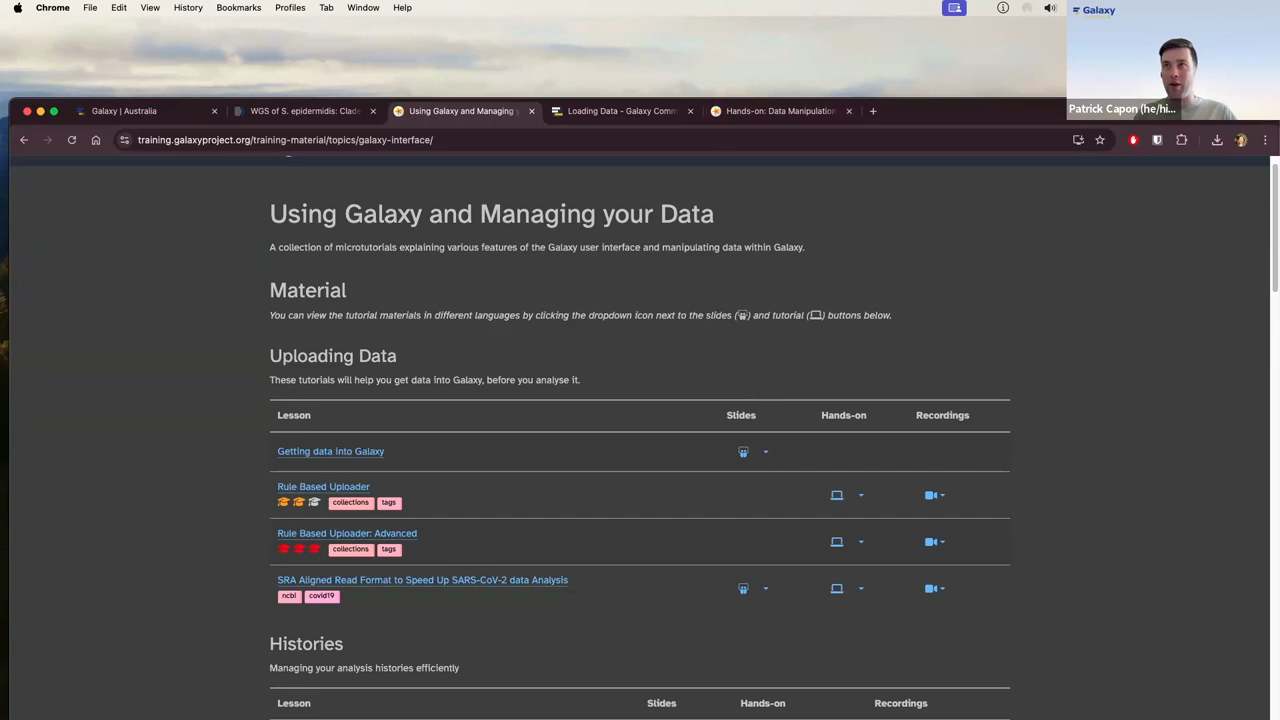 Chrome File Edit View History Bookmarks Profiles Tab Window Help
Galaxy
Patrick Capon (he/hi...
Galaxy | Australia
WGS of S. epidermidis: Clade
Using Galaxy and Managing y
Loading Data - Galaxy Comm
Hands-on: Data Manipulation
training.galaxyproject.org/training-material/topics/galaxy-interface/
Using Galaxy and Managing your Data
A collection of microtutorials explaining various features of the Galaxy user interface and manipulating data within Galaxy.
Material
You can view the tutorial materials in different languages by clicking the dropdown icon next to the slides ( ) and tutorial ( ) buttons below.
Uploading Data
These tutorials will help you get data into Galaxy, before you analyse it.
Lesson Slides Hands-on Recordings
Getting data into Galaxy
Rule Based Uploader
collections tags
Rule Based Uploader: Advanced
collections tags
SRA Aligned Read Format to Speed Up SARS-CoV-2 data Analysis
ncbi covid19
Histories
Managing your analysis histories efficiently
Lesson Slides Hands-on Recordings